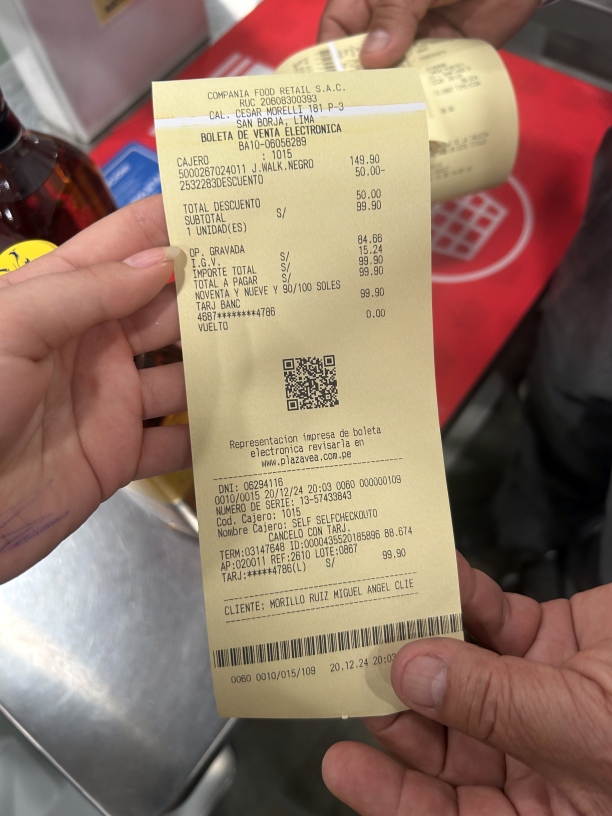 COMPANIA FOOD RETAIL S.A.C.
RUC 20608300393
CAL. CESAR MORELLI 181 P-3
SAN BORJA, LIMA
BOLETA DE VENTA ELECTRONICA
BA10-06056289
CAJERO : 1015
5000267024011 J.WALK.NEGRO 149.90
2532283DESCUENTO 50.00-
TOTAL DESCUENTO 50.00
SUBTOTAL S/ 99.90
1 UNIDAD(ES)
OP. GRAVADA 84.66
I.G.V. S/ 15.24
IMPORTE TOTAL S/ 99.90
TOTAL A PAGAR S/ 99.90
NOVENTA Y NUEVE Y 90/100 SOLES
TARJ BANC 99.90
4687********4786
VUELTO 0.00
Representacion impresa de boleta
electronica revisarla en
www.plazavea.com.pe
DNI: 06294116
0010/0015 20/12/24 20:03 0060 000000109
NUMERO DE SERIE: 13-57433843
Cod. Cajero: 1015
Nombre Cajero: SELF SELFCHECKOUTO
CANCELO CON TARJ.
TERM:03147648 ID:0000435520185896 B8.674
AP:020011 REF:2610 LOTE:0867
TARJ:*****4786(L) S/ 99.90
CLIENTE: MORILLO RUIZ MIGUEL ANGEL CLIE
0060 0010/015/109 20.12.24 20:03